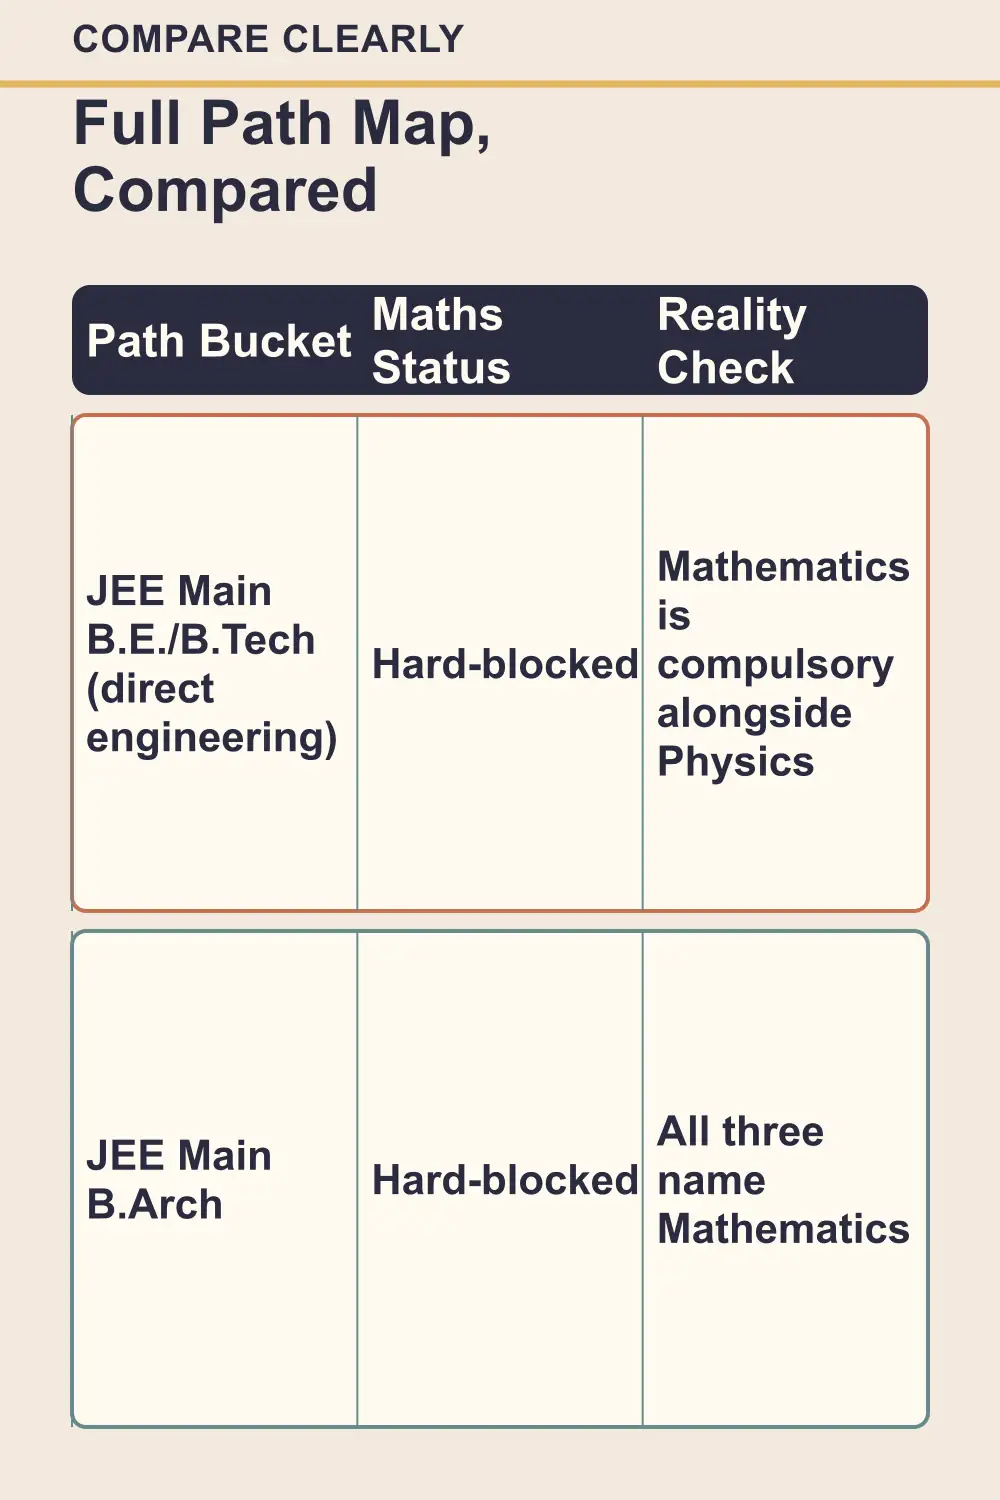 COMPARE CLEARLY
Full Path Map,
Compared
Path Bucket
Maths
Status
Reality
Check
JEE Main
B.E./B.Tech
(direct
engineering)
Hard-blocked
Mathematics
is
compulsory
alongside
Physics
JEE Main
B.Arch
Hard-blocked
All three
name
Mathematics